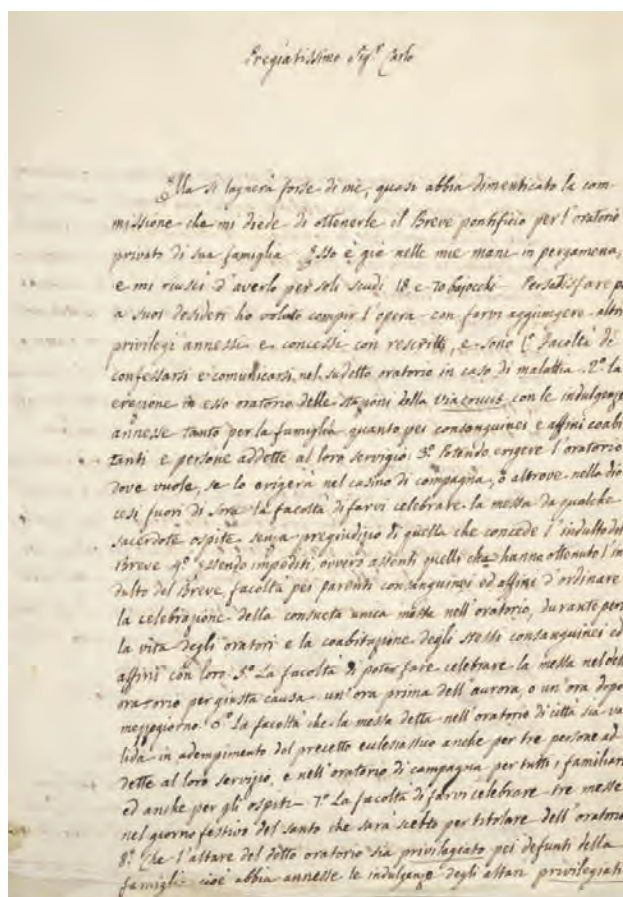 Pregiatissimo Sig.r Carlo
Ella si lagnerà forse di me, quasi abbia dimenticato la com-
missione che mi diede di ottenerle il Breve pontificio per l'oratorio
privato di sua famiglia. Esso è già nelle mie mani in pergamena,
e mi riuscì d'averlo per soli scudi 18 e 70 bajocchi. Per satisfare
a suoi desideri ho voluto compir l'opera con farvi aggiungere altri
privilegi annessi e concessi con rescritti, e sono 1.° facoltà di
confessarsi e comunicarsi nel sudetto oratorio in caso di malattia. 2.° la
erezione in esso oratorio delle stazioni della via crucis con le indulgenze
annesse tanto per la famiglia quanto pei consanguinei e affini coabi
tanti e persone addette al loro servigio. 3.° Potendo erigere l'oratorio
dove vuole, se lo erigerà nel casino di campagna, o altrove nella dio
cesi fuori di Sora la facoltà di farvi celebrare la messa da qualche
sacerdote ospite senza pregiudizio di quella che concede l'indulto del
Breve 4.° essendo impediti, ovvero assenti quelli che hanno ottenuto l'in
dulto del Breve, facoltà pei parenti consanguinei ed affini d'ordinare
la celebrazione della consueta unica messa nell'oratorio, durante però
la vita degli oratori e la coabitazione degli stessi consanguinei ed
affini con loro. 5.° La facoltà di poter fare celebrare la messa nel detto
oratorio per giusta causa un'ora prima dell'aurora, o un'ora dopo
mezzogiorno. 6.° La facoltà che la messa detta nell'oratorio di città sia va
lida in adempimento del precetto ecclesiastico anche per tre persone ad
dette al loro servigio, e nell'oratorio di campagna per tutti i familiari
ed anche per gli ospiti. 7.° La facoltà di farvi celebrare tre messe
nel giorno festivo del santo che sarà scelto per titolare dell'oratorio
8.° Che l'altare del detto oratorio sia privilegiato pei defunti della
famiglia cioè abbia annesse le indulgenze degli altari privilegiati